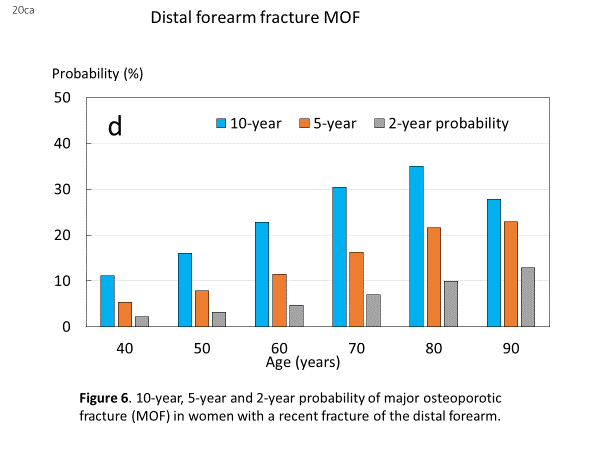 20ca
Distal forearm fracture MOF
Probability (%)
50
d
10-year 5-year 2-year probability
40
30
20
10
0
40 50 60 70 80 90
Age (years)
Figure 6. 10-year, 5-year and 2-year probability of major osteoporotic
fracture (MOF) in women with a recent fracture of the distal forearm.